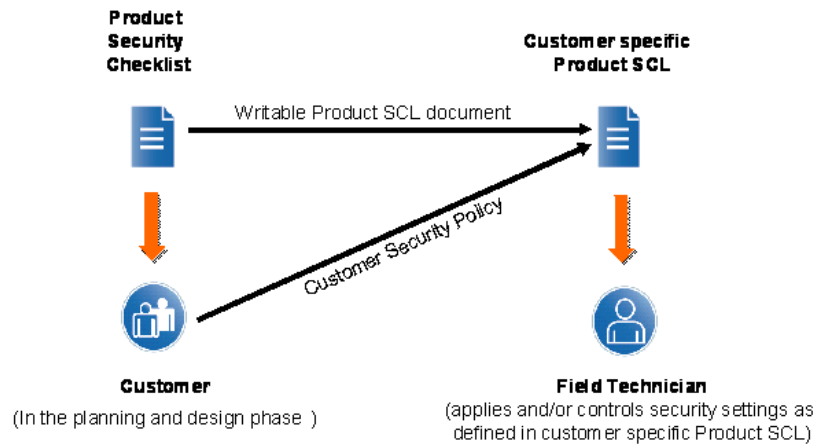 Product
Security
Checklist
Customer specific
Product SCL
Writable Product SCL document
Customer Security Policy
Customer
(In the planning and design phase )
Field Technician
(applies and/or controls security settings as
defined in customer specific Product SCL)